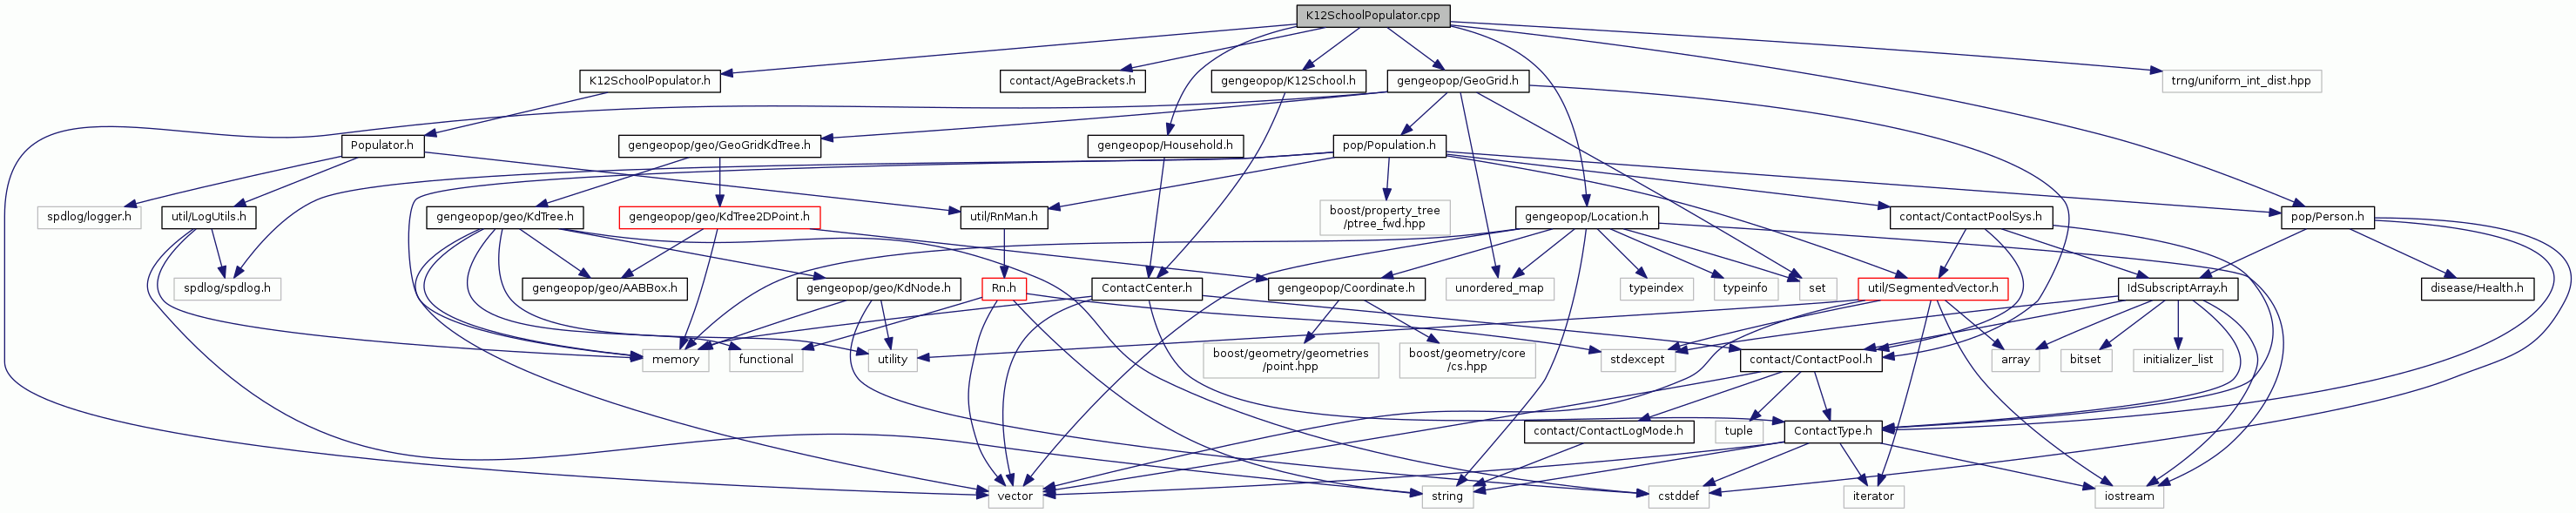 K12SchoolPopulator.cpp
K12SchoolPopulator.h
contact/AgeBrackets.h
gengeopop/K12School.h
gengeopop/GeoGrid.h
trng/uniform_int_dist.hpp
Populator.h
gengeopop/geo/GeoGridKdTree.h
gengeopop/Household.h
pop/Population.h
spdlog/logger.h
util/LogUtils.h
gengeopop/geo/KdTree.h
gengeopop/geo/KdTree2DPoint.h
util/RnMan.h
boost/property_tree
/ptree_fwd.hpp
gengeopop/Location.h
contact/ContactPoolSys.h
pop/Person.h
spdlog/spdlog.h
gengeopop/geo/AABBox.h
gengeopop/geo/KdNode.h
Rn.h
ContactCenter.h
gengeopop/Coordinate.h
unordered_map
typeindex
typeinfo
set
util/SegmentedVector.h
IdSubscriptArray.h
disease/Health.h
memory
functional
utility
boost/geometry/geometries
/point.hpp
boost/geometry/core
/cs.hpp
stdexcept
contact/ContactPool.h
array
bitset
initializer_list
contact/ContactLogMode.h
tuple
ContactType.h
vector
string
cstddef
iterator
iostream